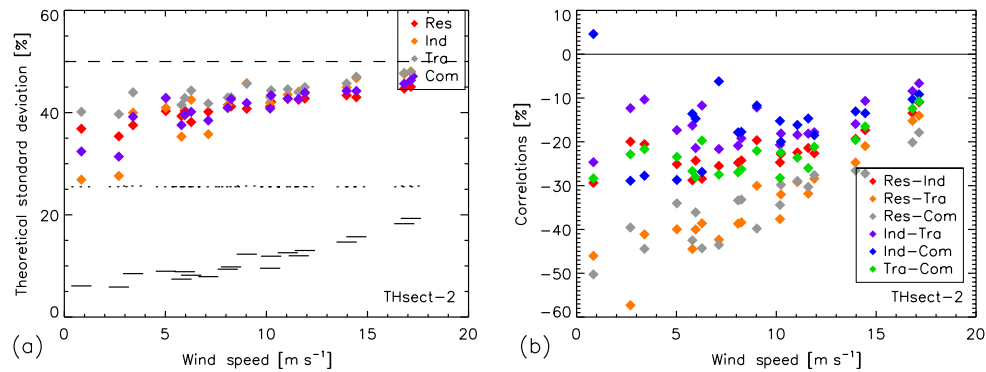 60
40
20
0
Theoretical standard deviation [%]
Res
Ind
Tra
Com
THsect-2
0 5 10 15 20
Wind speed [m s⁻¹]
(a)
10
0
-10
-20
-30
-40
-50
-60
Correlations [%]
Res-Ind
Res-Tra
Res-Com
Ind-Tra
Ind-Com
Tra-Com
THsect-2
0 5 10 15 20
Wind speed [m s⁻¹]
(b)